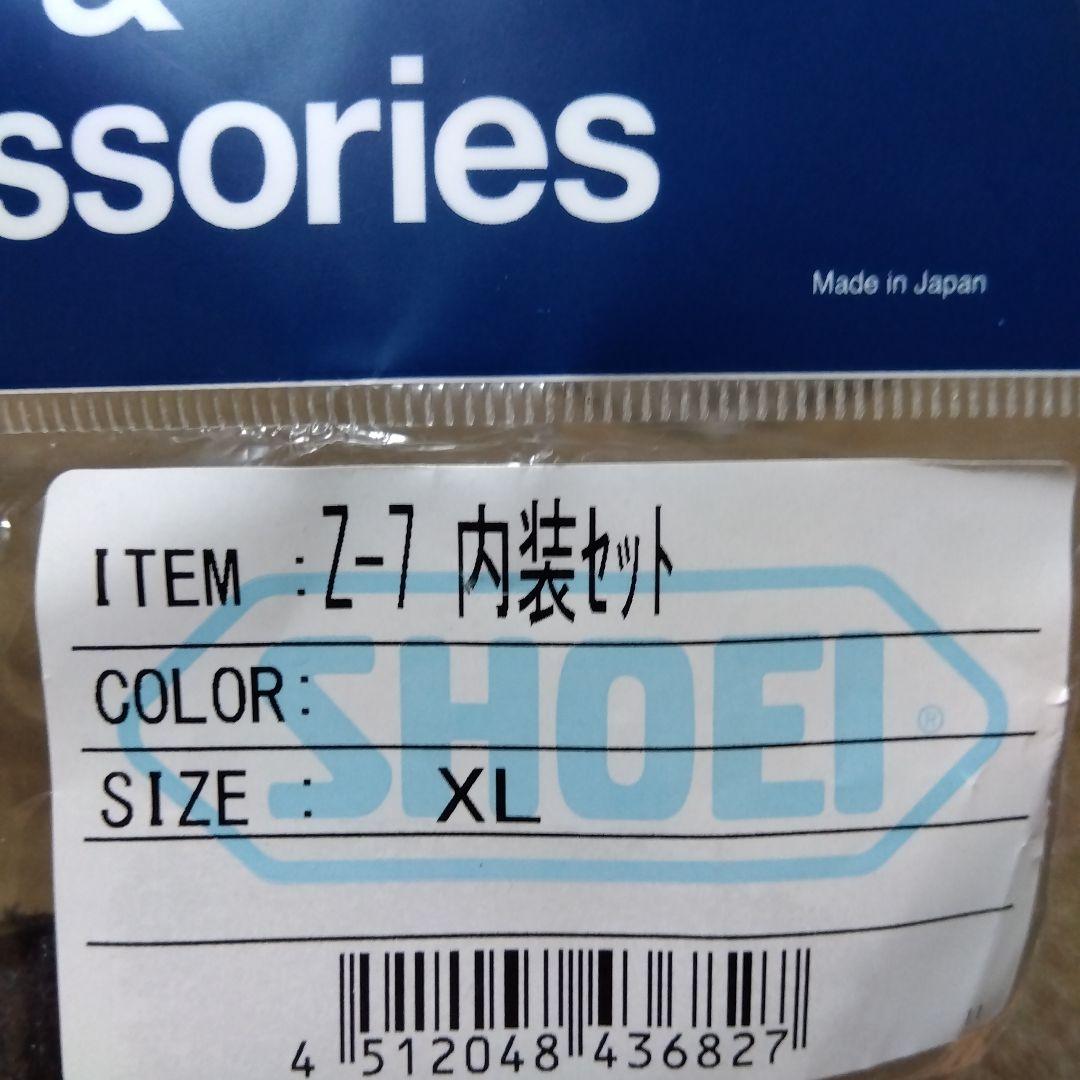 &
ssories
Made in Japan
ITEM :Z-7 内装セット
COLOR:
SHOEI ®
SIZE : XL
4 512048 436827